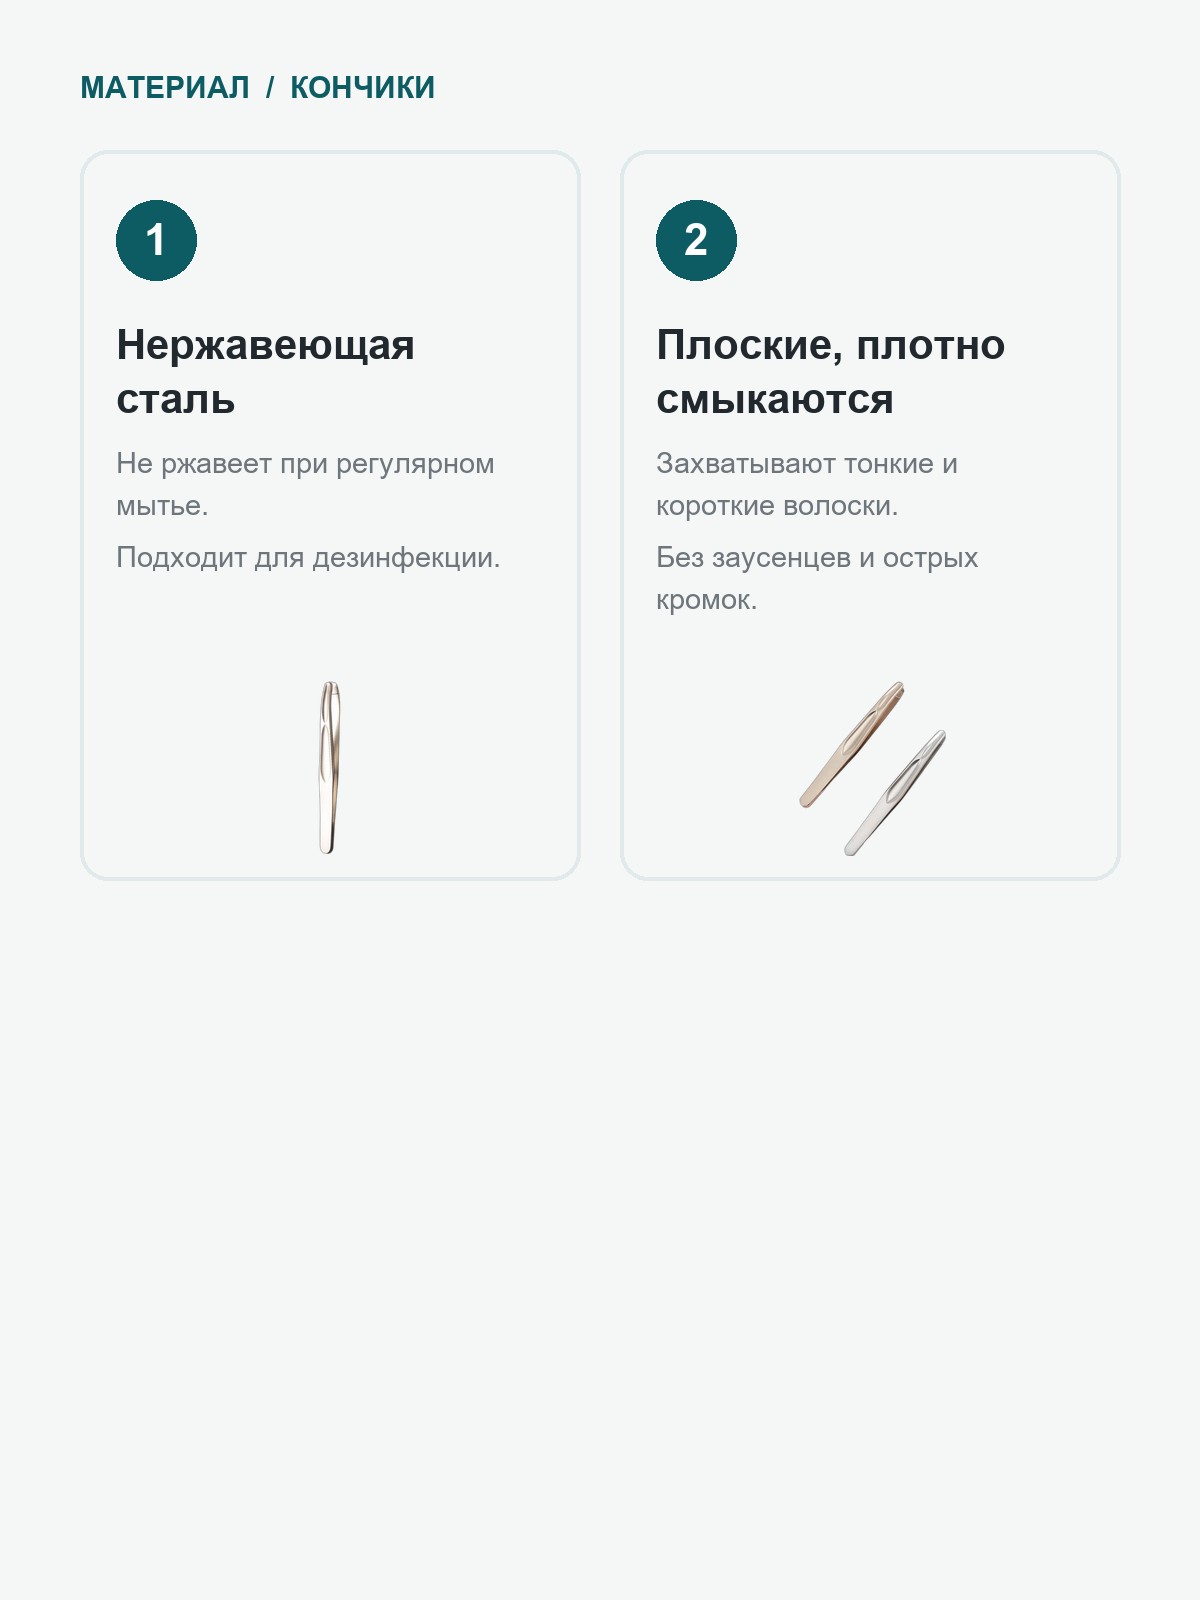 МАТЕРИАЛ / КОНЧИКИ
1
Нержавеющая
сталь
Не ржавеет при регулярном
мытье.
Подходит для дезинфекции.
2
Плоские, плотно
смыкаются
Захватывают тонкие и
короткие волоски.
Без заусенцев и острых
кромок.